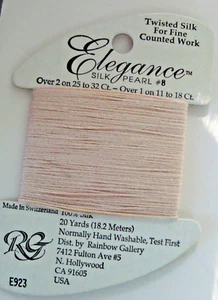 Twisted Silk
For Fine
Counted Work
Elegance™
SILK PEARL #8
Over 2 on 25 to 32 Ct. - Over 1 on 11 to 18 Ct.
Made in Switzerland 100% Silk
20 Yards (18.2 Meters)
Normally Hand Washable, Test First
Dist. by Rainbow Gallery
7412 Fulton Ave #5
N. Hollywood
CA 91605
USA
RG
E923